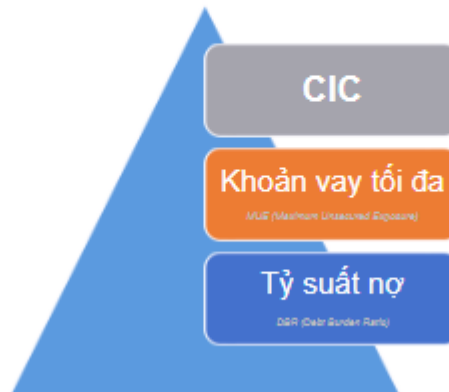 CIC
Khoản vay tối đa
MUE (Maximum Unsecured Exposure)
Tỷ suất nợ
DBR (Debt Burden Ratio)